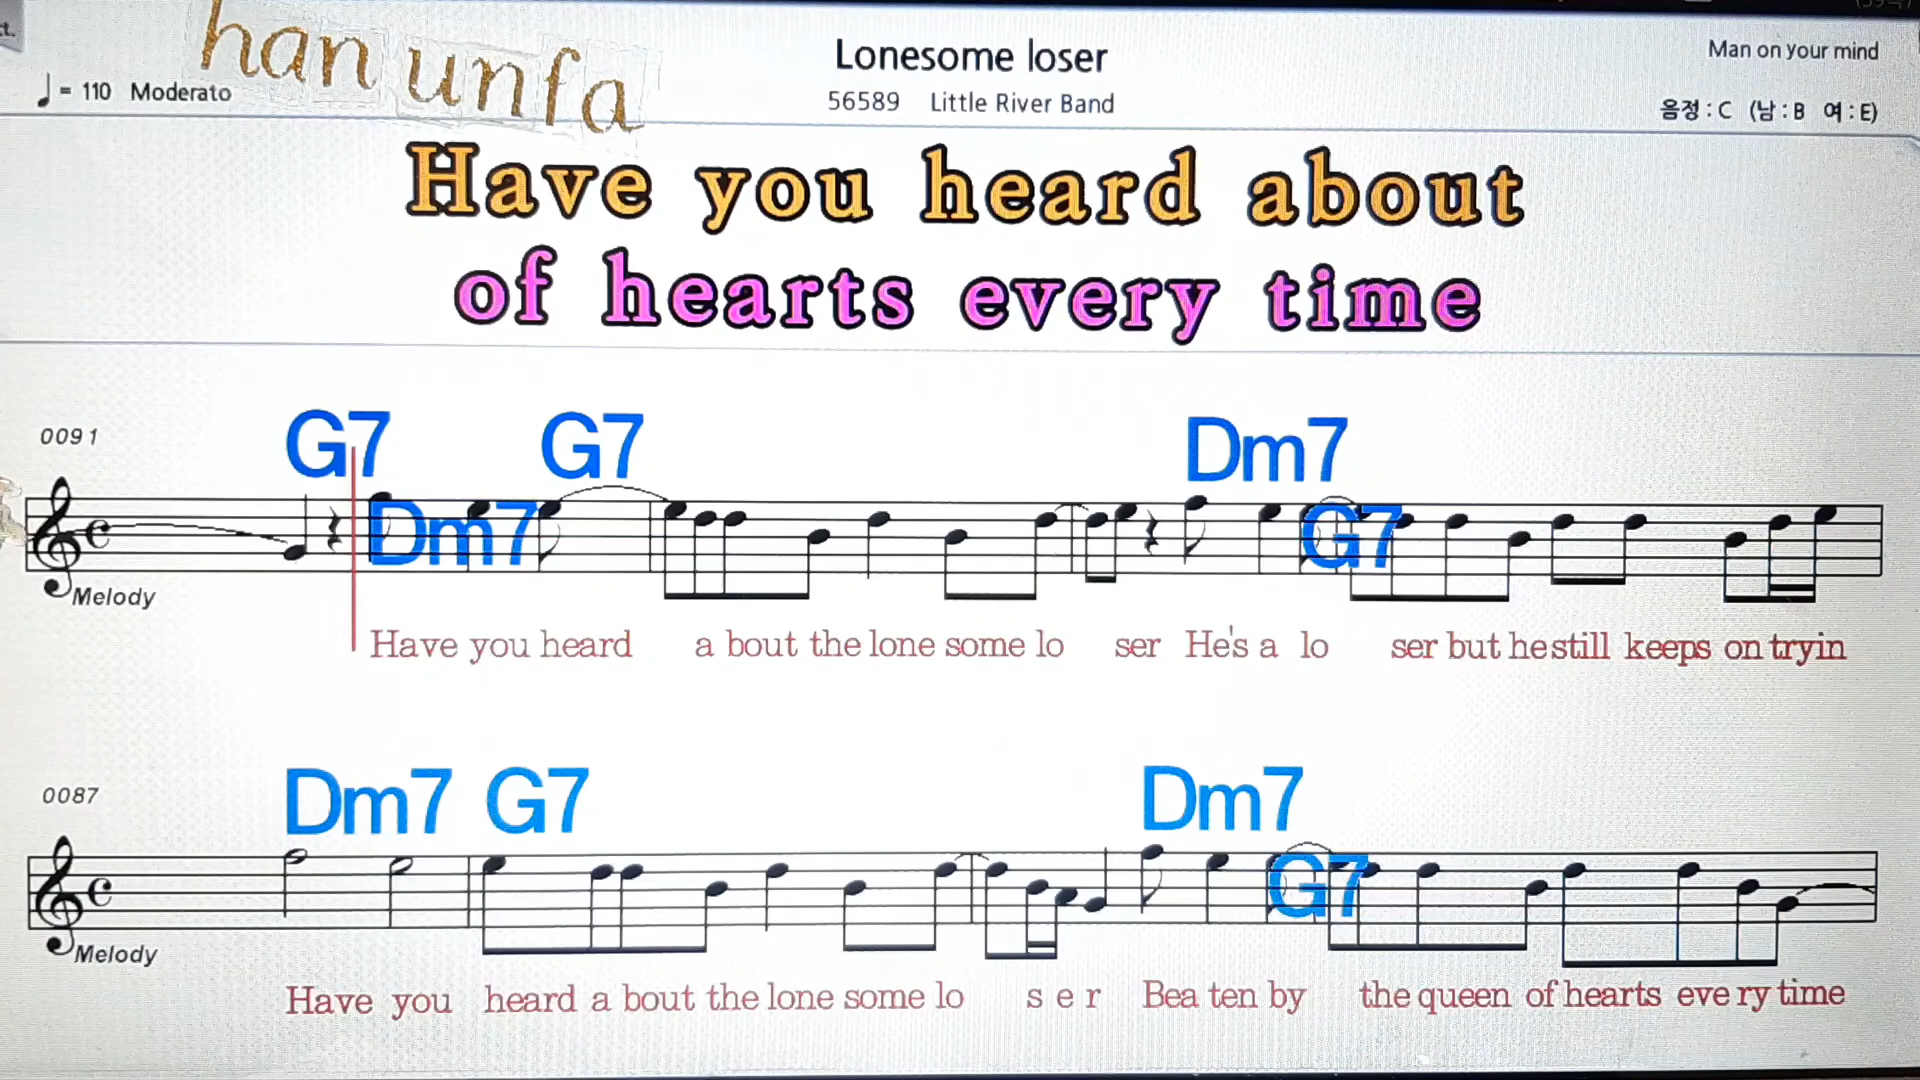 han unfa
♩= 110 Moderato
Lonesome loser
56589 Little River Band
Man on your mind
음정 : C (남 : B 여 : E)
Have you heard about
of hearts every time
0091
G7 Dm7 G7 Dm7 G7
Melody
Have you heard a bout the lone some lo ser He's a lo ser but he still keeps on tryin
0087
Dm7 G7 Dm7 G7
Melody
Have you heard a bout the lone some lo s e r Bea ten by the queen of hearts eve ry time